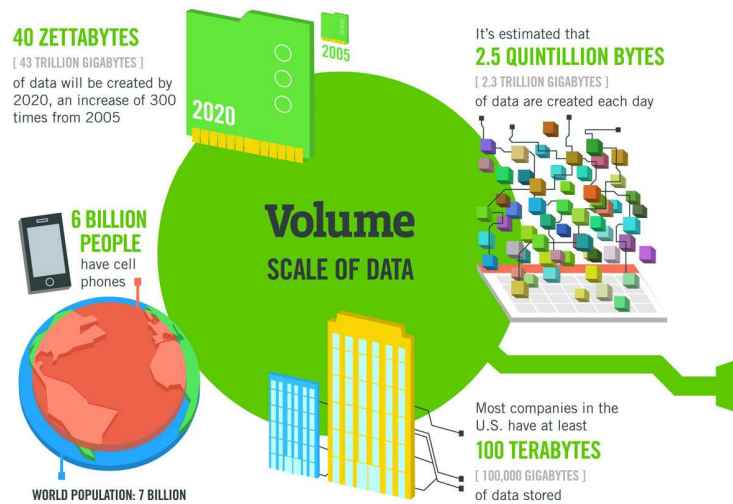 40 ZETTABYTES
[ 43 TRILLION GIGABYTES ]
of data will be created by
2020, an increase of 300
times from 2005
2005
2020
It’s estimated that
2.5 QUINTILLION BYTES
[ 2.3 TRILLION GIGABYTES ]
of data are created each day
6 BILLION
PEOPLE
have cell
phones
Volume
SCALE OF DATA
WORLD POPULATION: 7 BILLION
Most companies in the
U.S. have at least
100 TERABYTES
[ 100,000 GIGABYTES ]
of data stored